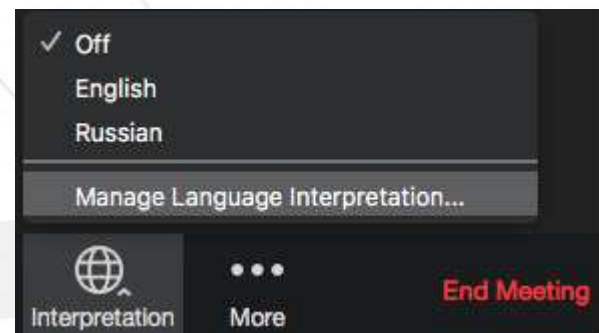 Off
English
Russian
Manage Language Interpretation...
Interpretation
More
End Meeting